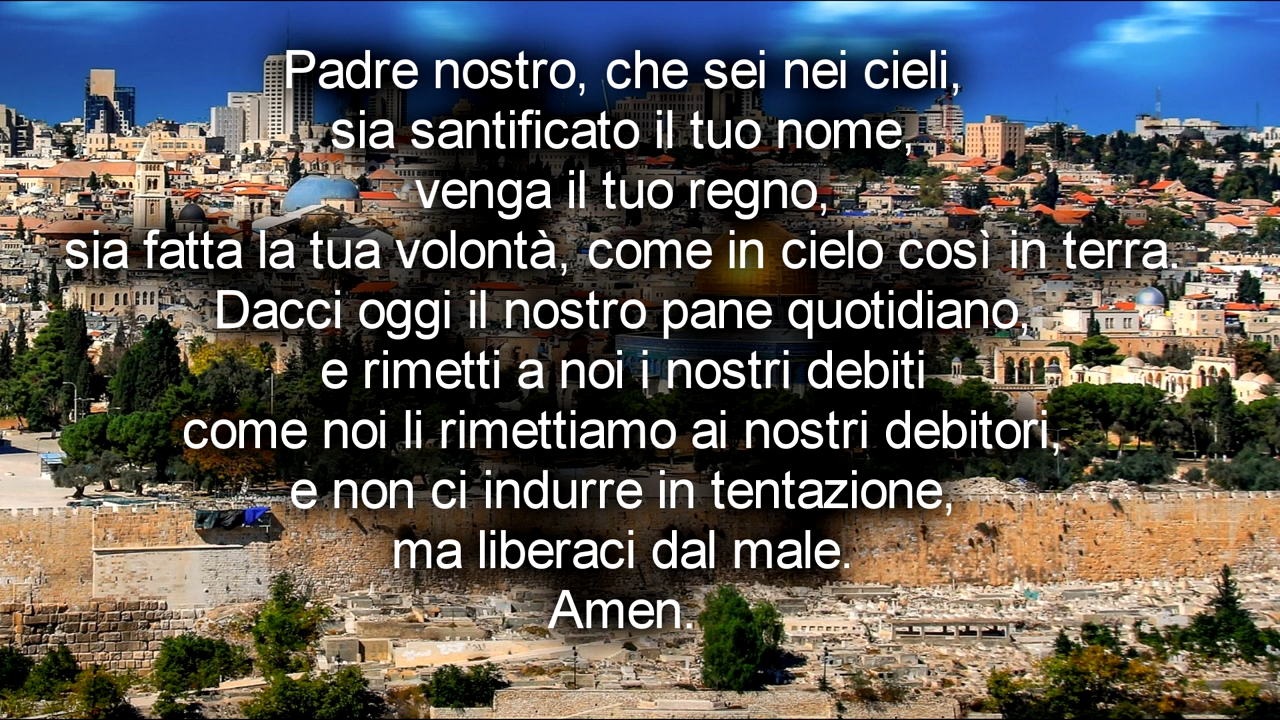 Padre nostro, che sei nei cieli,
sia santificato il tuo nome,
venga il tuo regno,
sia fatta la tua volontà, come in cielo così in terra.
Dacci oggi il nostro pane quotidiano,
e rimetti a noi i nostri debiti
come noi li rimettiamo ai nostri debitori,
e non ci indurre in tentazione,
ma liberaci dal male.
Amen.